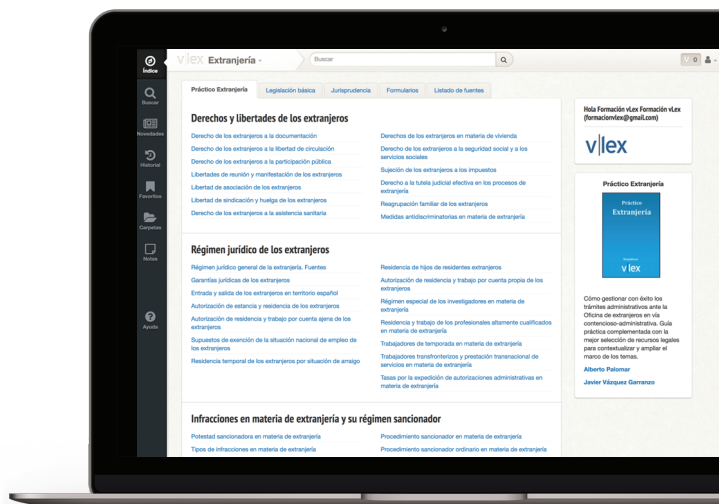 Índice
Buscar
Novedades
Historial
Favoritos
Carpetas
Notas
Ayuda
vlex Extranjería
Buscar
0
Práctico Extranjería
Legislación básica
Jurisprudencia
Formularios
Listado de fuentes
Derechos y libertades de los extranjeros
Derecho de los extranjeros a la documentación
Derecho de los extranjeros a la libertad de circulación
Derecho de los extranjeros a la participación pública
Libertades de reunión y manifestación de los extranjeros
Libertad de asociación de los extranjeros
Libertad de sindicación y huelga de los extranjeros
Derecho de los extranjeros a la asistencia sanitaria
Derechos de los extranjeros en materia de vivienda
Derecho de los extranjeros a la seguridad social y a los
servicios sociales
Sujeción de los extranjeros a los impuestos
Derecho a la tutela judicial efectiva en los procesos de
extranjería
Reagrupación familiar de los extranjeros
Medidas antidiscriminatorias en materia de extranjería
Régimen jurídico de los extranjeros
Régimen jurídico general de la extranjería. Fuentes
Garantías jurídicas de los extranjeros
Entrada y salida de los extranjeros en territorio español
Autorización de estancia y residencia de los extranjeros
Autorización de residencia y trabajo por cuenta ajena de los
extranjeros
Supuestos de exención de la situación nacional de empleo de
los extranjeros
Residencia temporal de los extranjeros por situación de arraigo
Residencia de hijos de residentes extranjeros
Autorización de residencia y trabajo por cuenta propia de los
extranjeros
Régimen especial de los investigadores en materia de
extranjería
Residencia y trabajo de los profesionales altamente cualificados
en materia de extranjería
Trabajadores de temporada en materia de extranjería
Trabajadores transfronterizos y prestación transnacional de
servicios en materia de extranjería
Tasas por la expedición de autorizaciones administrativas en
materia de extranjería
Infracciones en materia de extranjería y su régimen sancionador
Potestad sancionadora en materia de extranjería
Tipos de infracciones en materia de extranjería
Procedimiento sancionador en materia de extranjería
Procedimiento sancionador ordinario en materia de extranjería
Hola Formación vLex Formación vLex
(formacionvlex@gmail.com)
vlex
Práctico Extranjería
Práctico
Extranjería
vlex
Cómo gestionar con éxito los
trámites administrativos ante la
Oficina de extranjeros en vía
contencioso-administrativa. Guía
práctica complementada con la
mejor selección de recursos legales
para contextualizar y ampliar el
marco de los temas.
Alberto Palomar
Javier Vázquez Garranzo